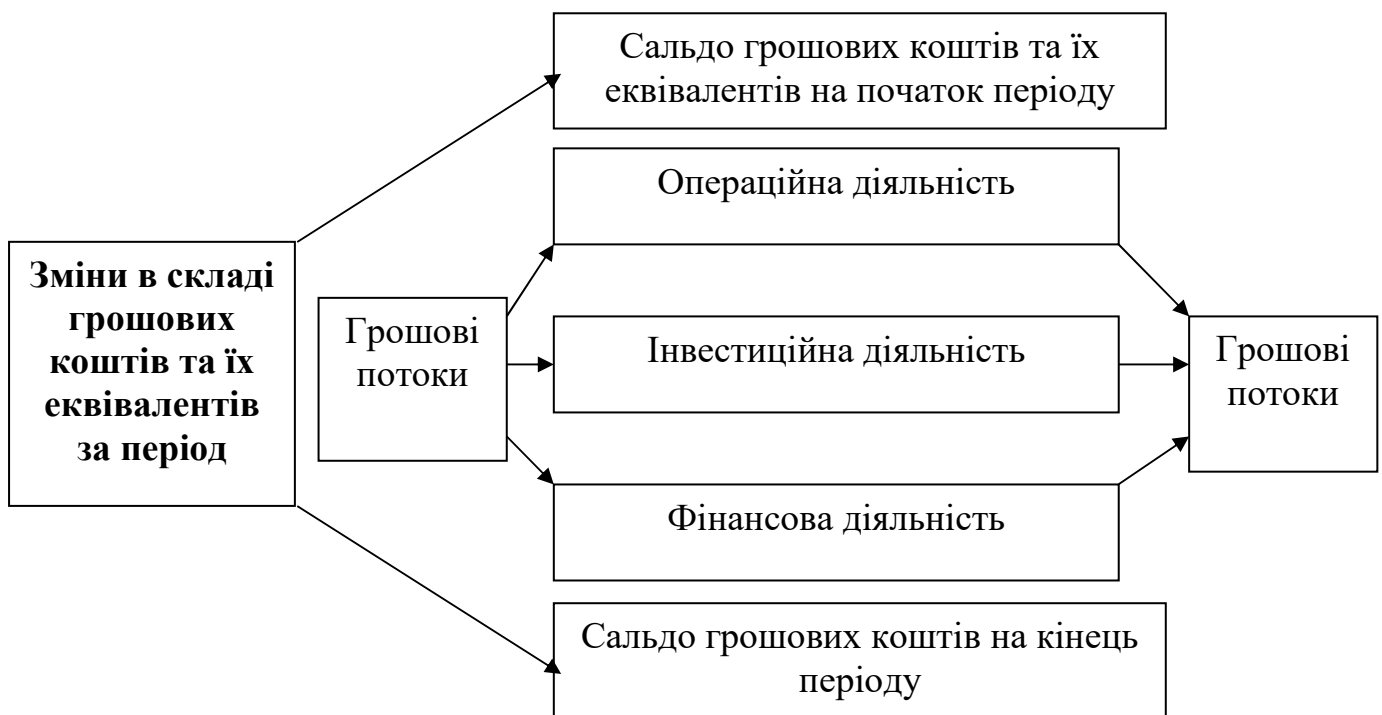 Сальдо грошових коштів та їх
еквівалентів на початок періоду
Операційна діяльність
Зміни в складі
грошових
коштів та їх
еквівалентів
за період
Грошові
потоки
Інвестиційна діяльність
Грошові
потоки
Фінансова діяльність
Сальдо грошових коштів на кінець
періоду